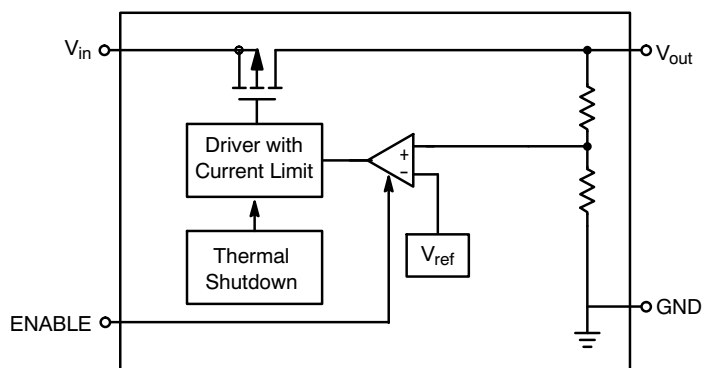 Vin
Vout
Driver with
Current Limit
+
−
Thermal
Shutdown
Vref
ENABLE
GND